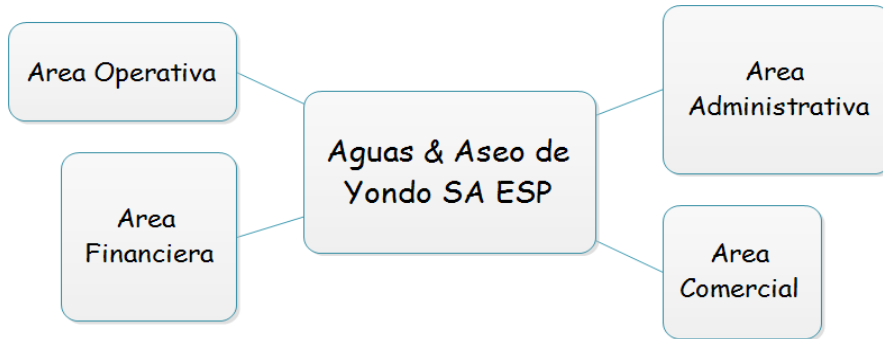 Area Operativa
Area
Administrativa
Aguas & Aseo de
Yondo SA ESP
Area
Financiera
Area
Comercial